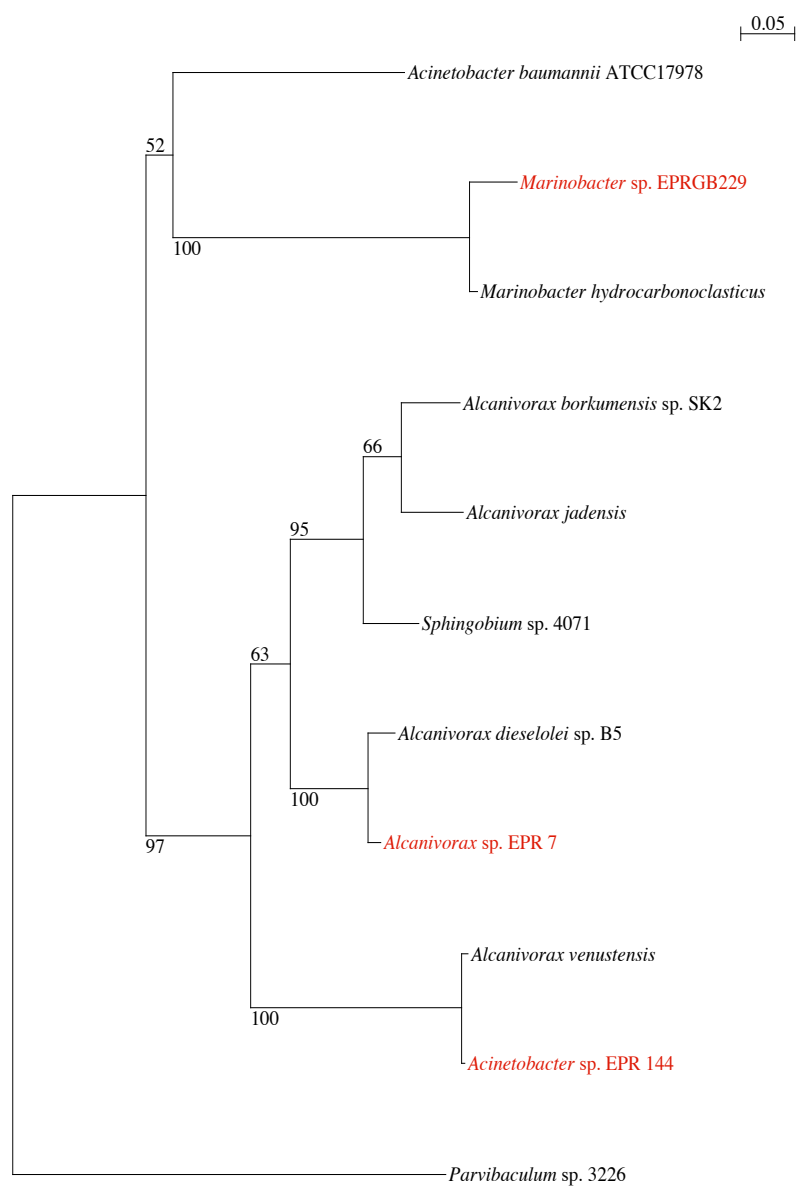 0.05
Acinetobacter baumannii ATCC17978
52
Marinobacter sp. EPRGB229
100
Marinobacter hydrocarbonoclasticus
Alcanivorax borkumensis sp. SK2
66
Alcanivorax jadensis
95
Sphingobium sp. 4071
63
Alcanivorax dieselolei sp. B5
100
Alcanivorax sp. EPR 7
97
Alcanivorax venustensis
100
Acinetobacter sp. EPR 144
Parvibaculum sp. 3226